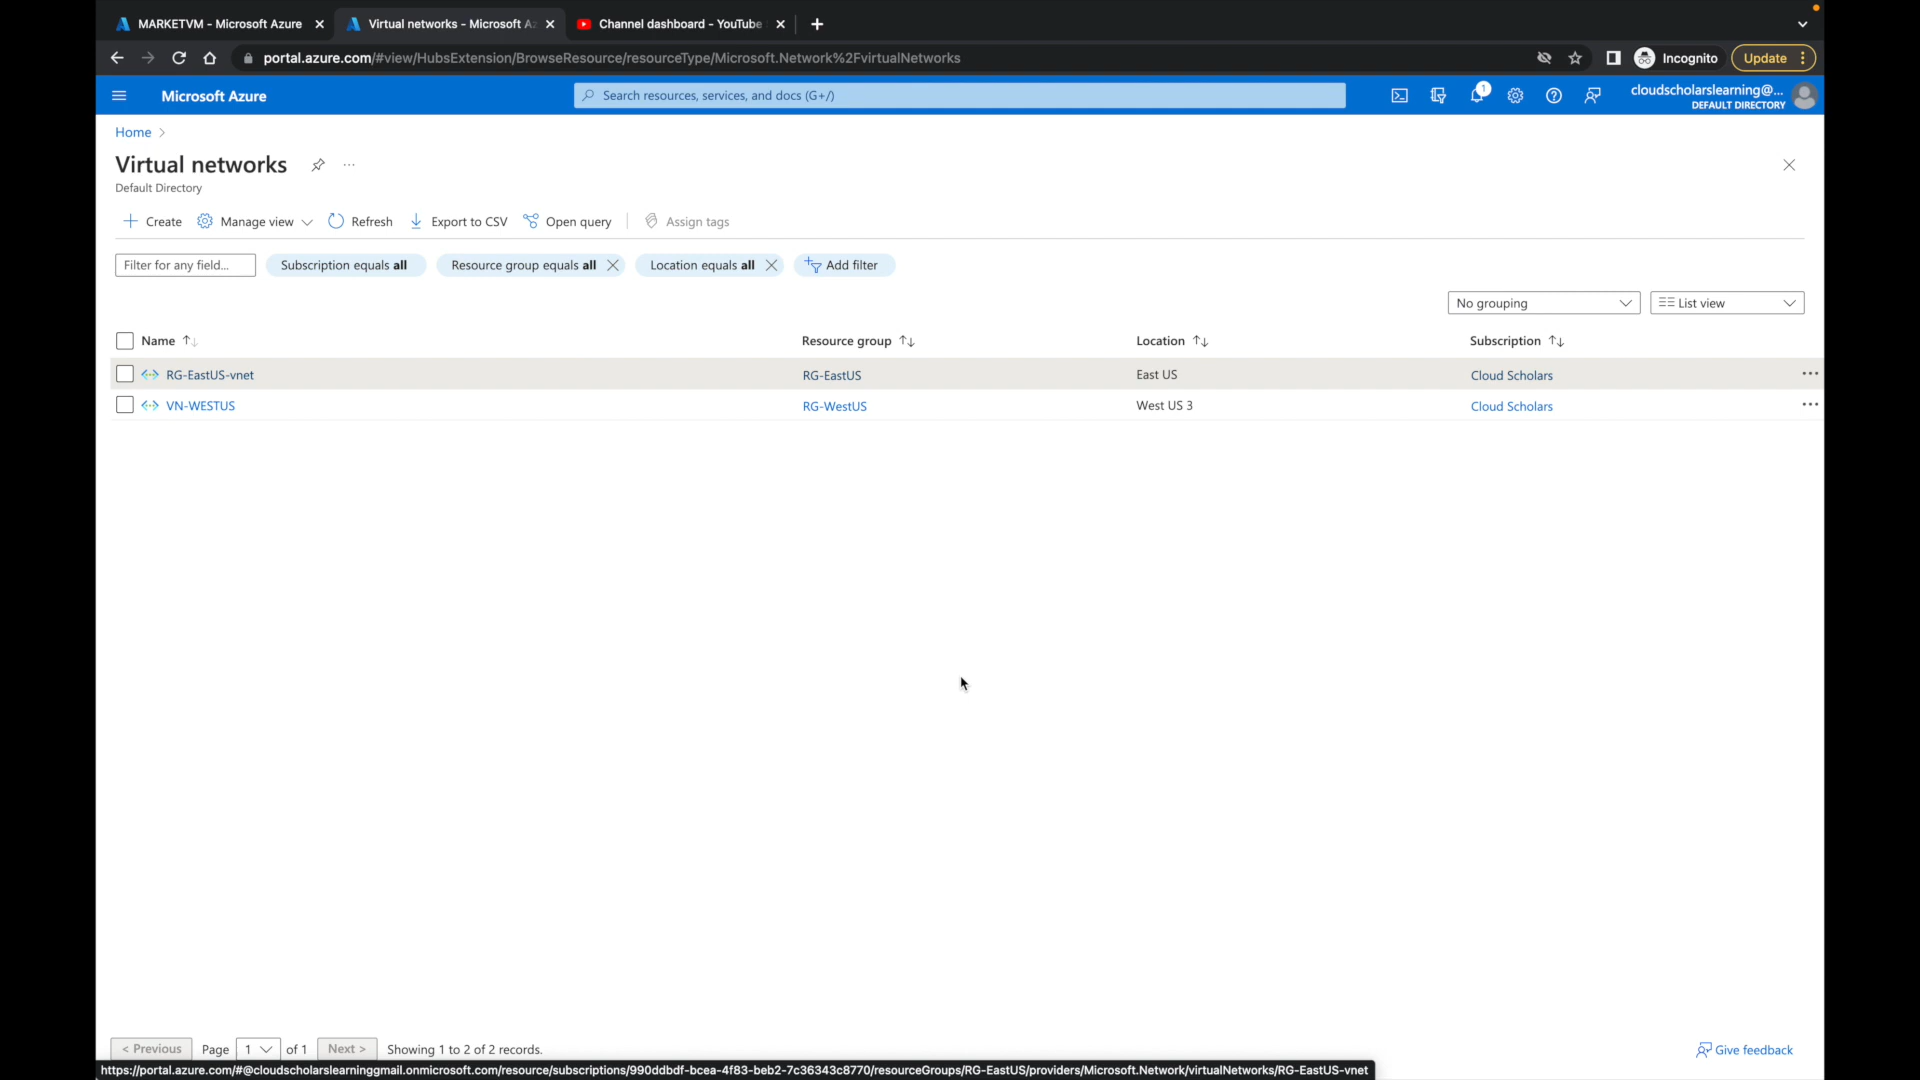 MARKETVM - Microsoft Azure
Virtual networks - Microsoft Az
Channel dashboard - YouTube
portal.azure.com/#view/HubsExtension/BrowseResource/resourceType/Microsoft.Network%2FvirtualNetworks
Incognito
Update
Microsoft Azure
Search resources, services, and docs (G+/)
1
cloudscholarslearning@...
DEFAULT DIRECTORY
Home
Virtual networks
...
Default Directory
Create
Manage view
Refresh
Export to CSV
Open query
Assign tags
Filter for any field...
Subscription equals all
Resource group equals all
Location equals all
Add filter
No grouping
List view
Name
Resource group
Location
Subscription
RG-EastUS-vnet
RG-EastUS
East US
Cloud Scholars
VN-WESTUS
RG-WestUS
West US 3
Cloud Scholars
< Previous
Page
1
of 1
Next >
Showing 1 to 2 of 2 records.
Give feedback
https://portal.azure.com/#@cloudscholarslearninggmail.onmicrosoft.com/resource/subscriptions/990ddbdf-bcea-4f83-beb2-7c36343c8770/resourceGroups/RG-EastUS/providers/Microsoft.Network/virtualNetworks/RG-EastUS-vnet